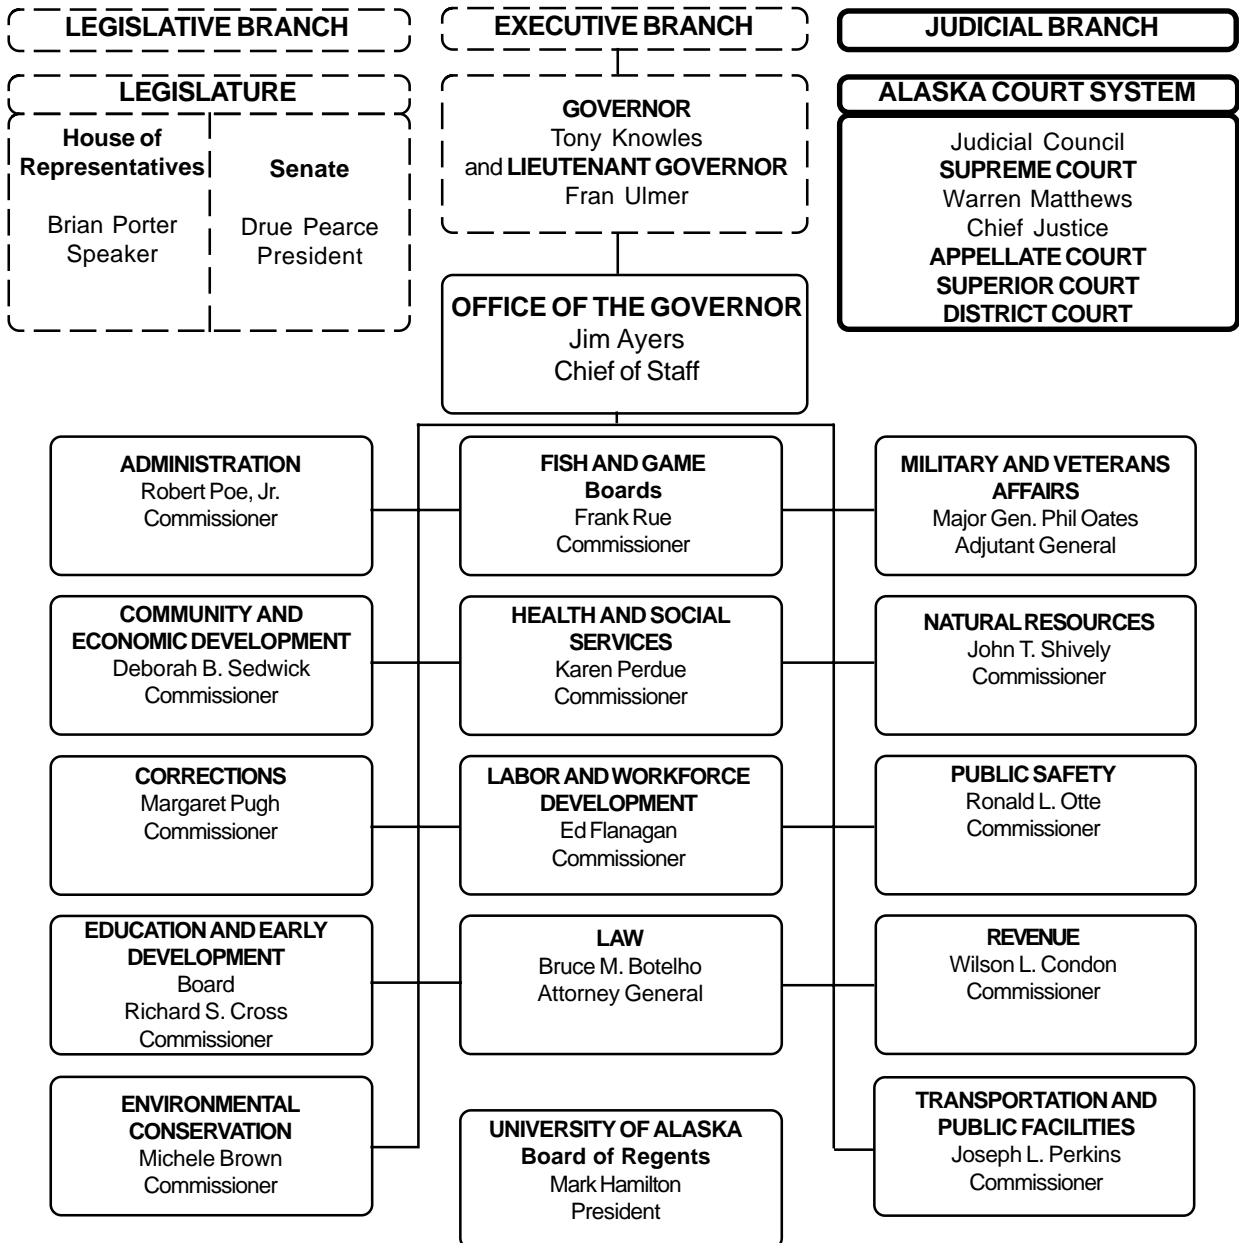 LEGISLATIVE BRANCH
LEGISLATURE
House of
Representatives
Brian Porter
Speaker
Senate
Drue Pearce
President
EXECUTIVE BRANCH
GOVERNOR
Tony Knowles
and LIEUTENANT GOVERNOR
Fran Ulmer
OFFICE OF THE GOVERNOR
Jim Ayers
Chief of Staff
JUDICIAL BRANCH
ALASKA COURT SYSTEM
Judicial Council
SUPREME COURT
Warren Matthews
Chief Justice
APPELLATE COURT
SUPERIOR COURT
DISTRICT COURT
ADMINISTRATION
Robert Poe, Jr.
Commissioner
FISH AND GAME
Boards
Frank Rue
Commissioner
MILITARY AND VETERANS
AFFAIRS
Major Gen. Phil Oates
Adjutant General
COMMUNITY AND
ECONOMIC DEVELOPMENT
Deborah B. Sedwick
Commissioner
HEALTH AND SOCIAL
SERVICES
Karen Perdue
Commissioner
NATURAL RESOURCES
John T. Shively
Commissioner
CORRECTIONS
Margaret Pugh
Commissioner
LABOR AND WORKFORCE
DEVELOPMENT
Ed Flanagan
Commissioner
PUBLIC SAFETY
Ronald L. Otte
Commissioner
EDUCATION AND EARLY
DEVELOPMENT
Board
Richard S. Cross
Commissioner
LAW
Bruce M. Botelho
Attorney General
REVENUE
Wilson L. Condon
Commissioner
ENVIRONMENTAL
CONSERVATION
Michele Brown
Commissioner
UNIVERSITY OF ALASKA
Board of Regents
Mark Hamilton
President
TRANSPORTATION AND
PUBLIC FACILITIES
Joseph L. Perkins
Commissioner